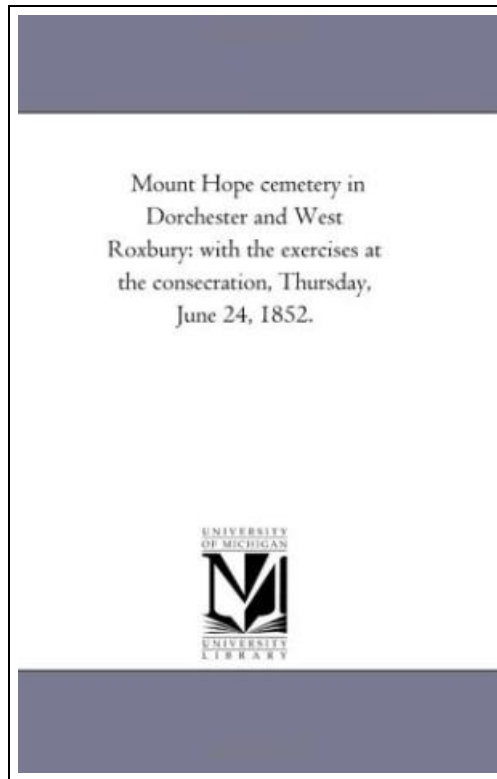 Mount Hope cemetery in
Dorchester and West
Roxbury: with the exercises at
the consecration, Thursday,
June 24, 1852.
UNIVERSITY
OF MICHIGAN
M
UNIVERSITY
LIBRARY